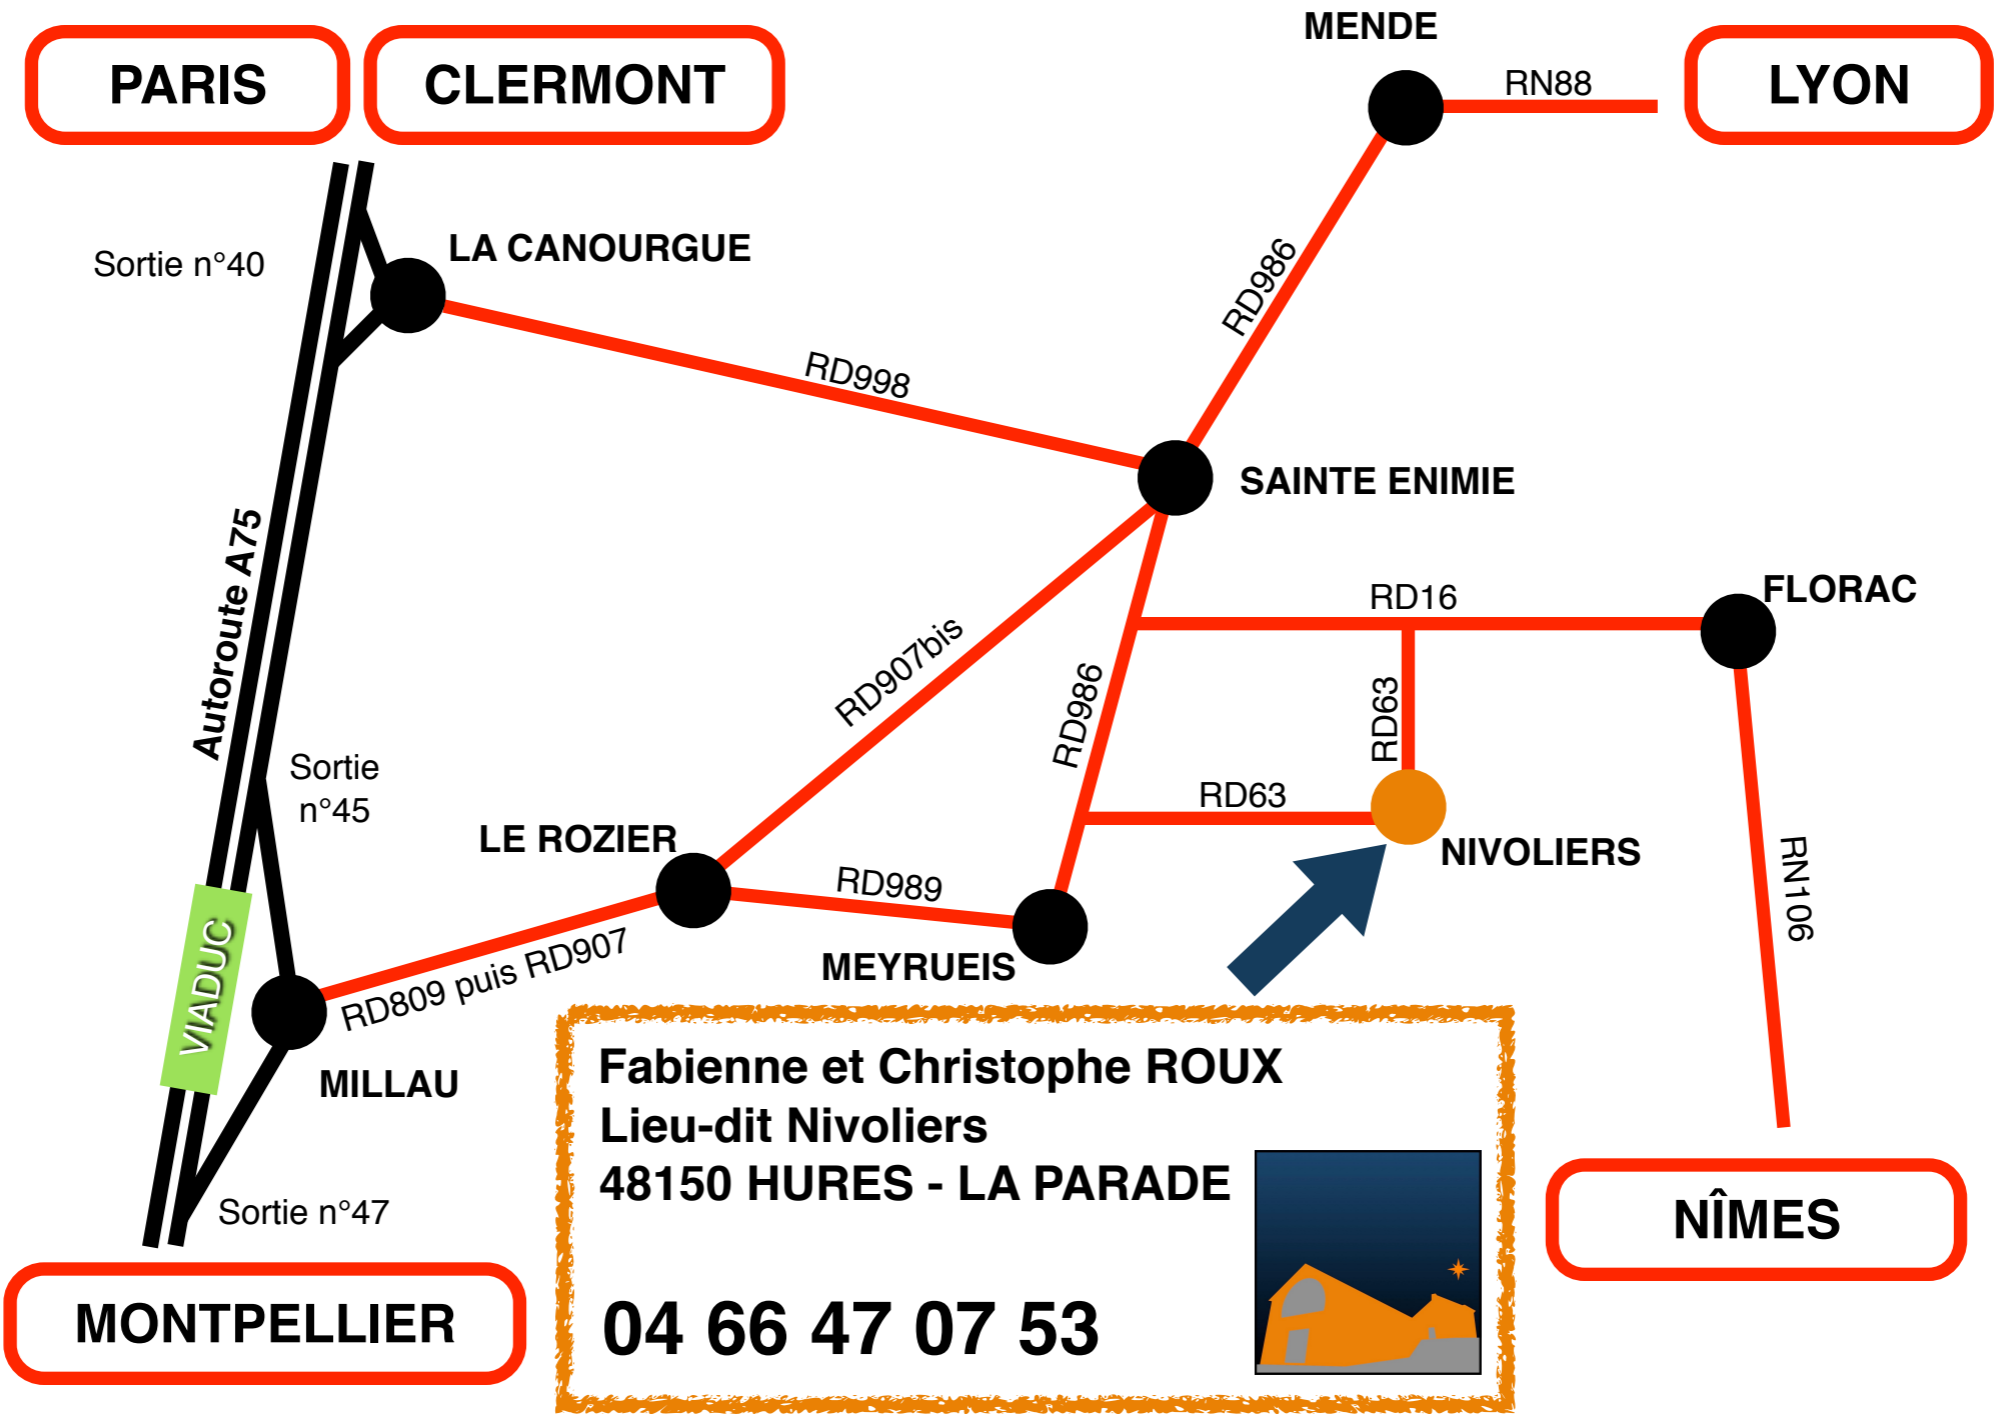 MENDE
PARIS
CLERMONT
RN88
LYON
LA CANOURGUE
Sortie n°40
RD986
RD998
SAINTE ENIMIE
Autoroute A75
FLORAC
RD16
RD907bis
RD986
RD63
Sortie
n°45
RD63
LE ROZIER
NIVOLIERS
RD989
RN106
VIADUC
RD809 puis RD907
MEYRUEIS
MILLAU
Fabienne et Christophe ROUX
Lieu-dit Nivoliers
48150 HURES - LA PARADE
Sortie n°47
NÎMES
MONTPELLIER
04 66 47 07 53